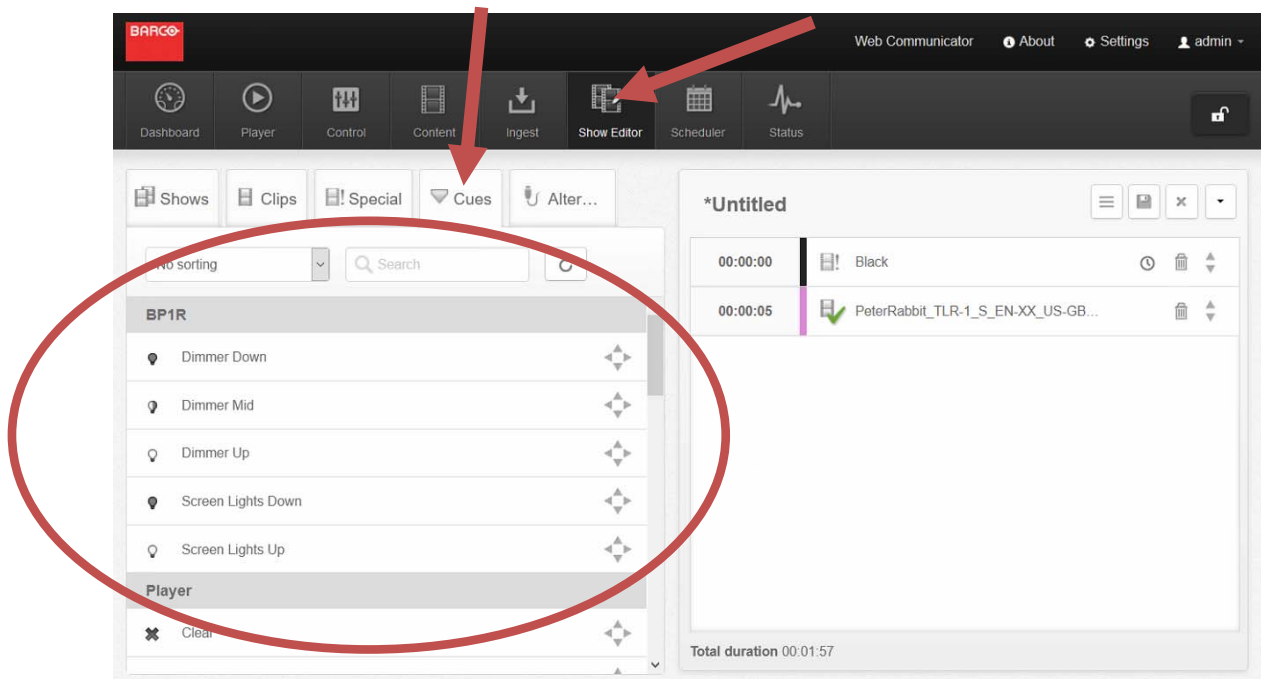 BARCO
Web Communicator About Settings admin
Dashboard Player Control Content Ingest Show Editor Scheduler Status
Shows Clips Special Cues Alter...
No sorting Search
BP1R
Dimmer Down
Dimmer Mid
Dimmer Up
Screen Lights Down
Screen Lights Up
Player
Clear
*Untitled
00:00:00 Black
00:00:05 PeterRabbit_TLR-1_S_EN-XX_US-GB...
Total duration 00:01:57